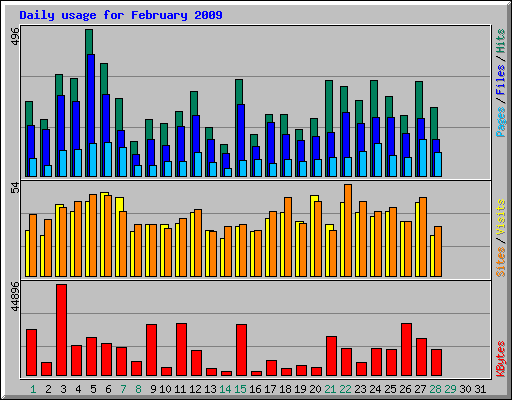 Daily usage for February 2009
496
Pages / Files / Hits
54
Sites / Visits
44896
KBytes
1 2 3 4 5 6 7 8 9 10 11 12 13 14 15 16 17 18 19 20 21 22 23 24 25 26 27 28 29 30 31